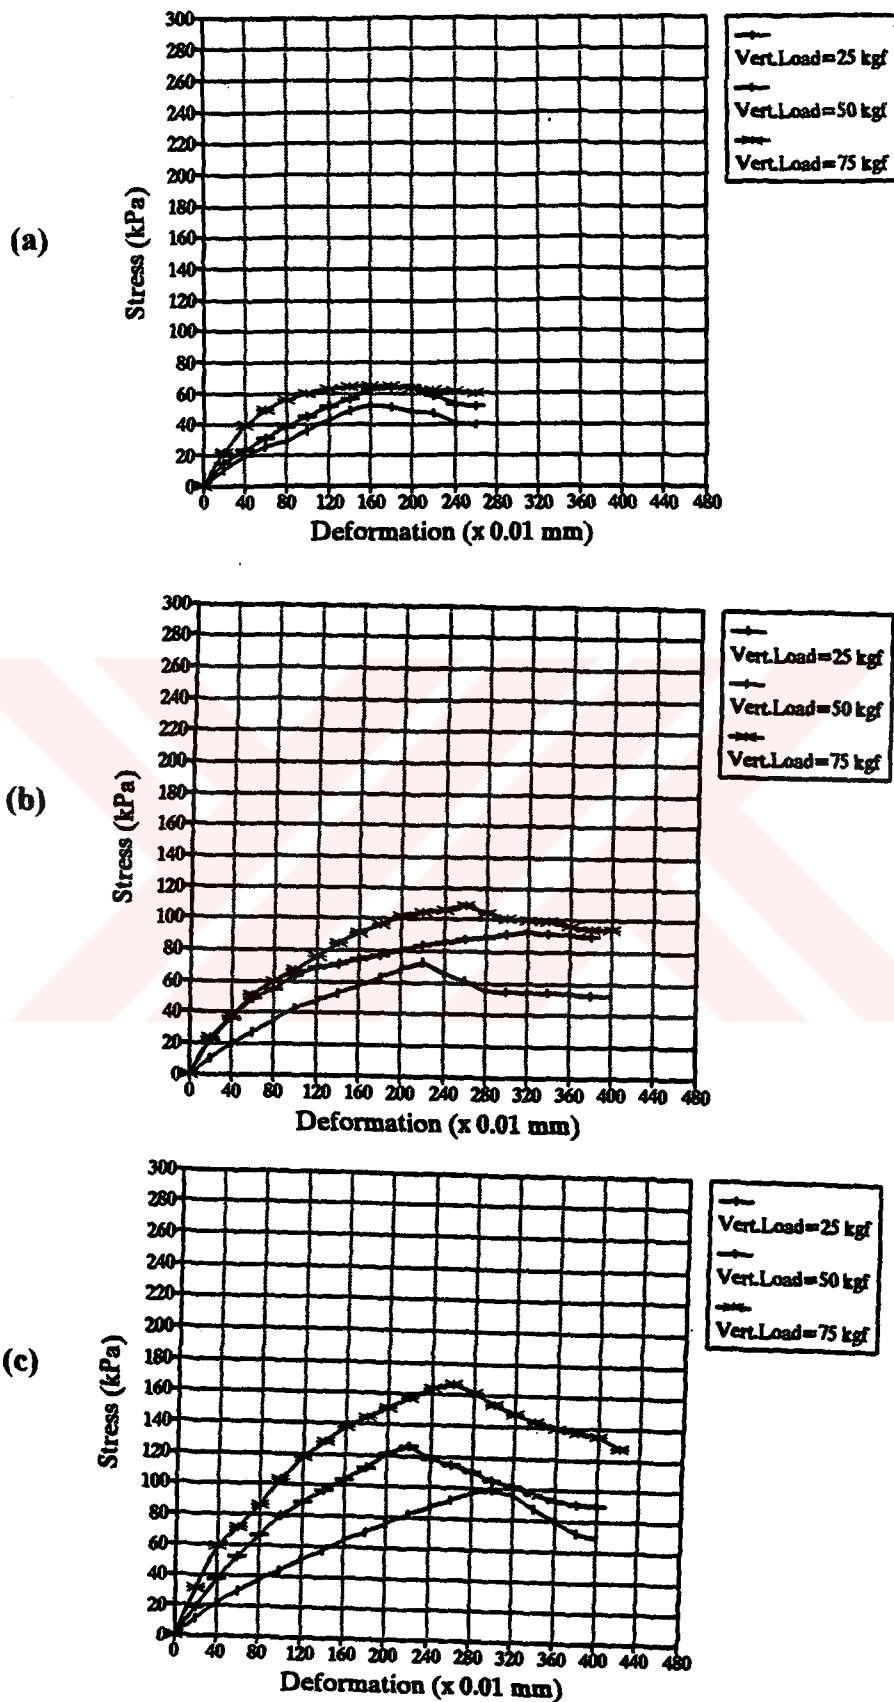 (a)
Stress (kPa)
300
280
260
240
220
200
180
160
140
120
100
80
60
40
20
0
0 40 80 120 160 200 240 280 320 360 400 440 480
Deformation (x 0.01 mm)
Vert.Load=25 kgf
Vert.Load=50 kgf
Vert.Load=75 kgf
(b)
Stress (kPa)
300
280
260
240
220
200
180
160
140
120
100
80
60
40
20
0
0 40 80 120 160 200 240 280 320 360 400 440 480
Deformation (x 0.01 mm)
Vert.Load=25 kgf
Vert.Load=50 kgf
Vert.Load=75 kgf
(c)
Stress (kPa)
300
280
260
240
220
200
180
160
140
120
100
80
60
40
20
0
0 40 80 120 160 200 240 280 320 360 400 440 480
Deformation (x 0.01 mm)
Vert.Load=25 kgf
Vert.Load=50 kgf
Vert.Load=75 kgf